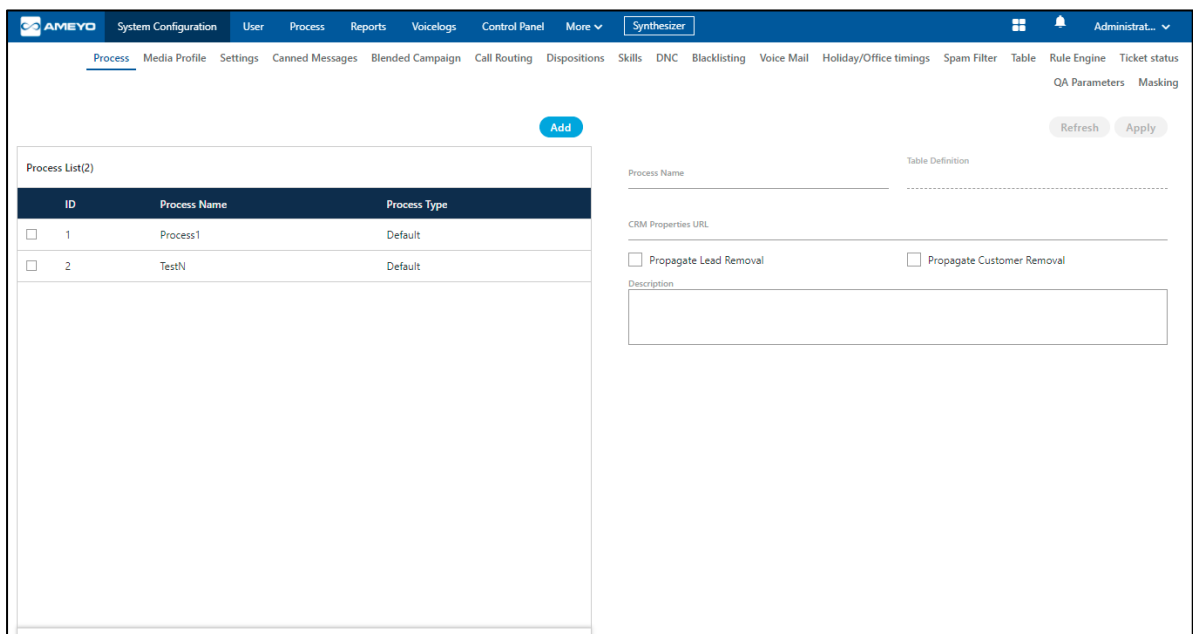 AMEYO System Configuration User Process Reports Voicelogs Control Panel More Synthesizer Administrat...
Process Media Profile Settings Canned Messages Blended Campaign Call Routing Dispositions Skills DNC Blacklisting Voice Mail Holiday/Office timings Spam Filter Table Rule Engine Ticket status
QA Parameters Masking
Add Refresh Apply
Process List(2)
ID Process Name Process Type
1 Process1 Default
2 TestN Default
Process Name Table Definition
CRM Properties URL
Propagate Lead Removal Propagate Customer Removal
Description